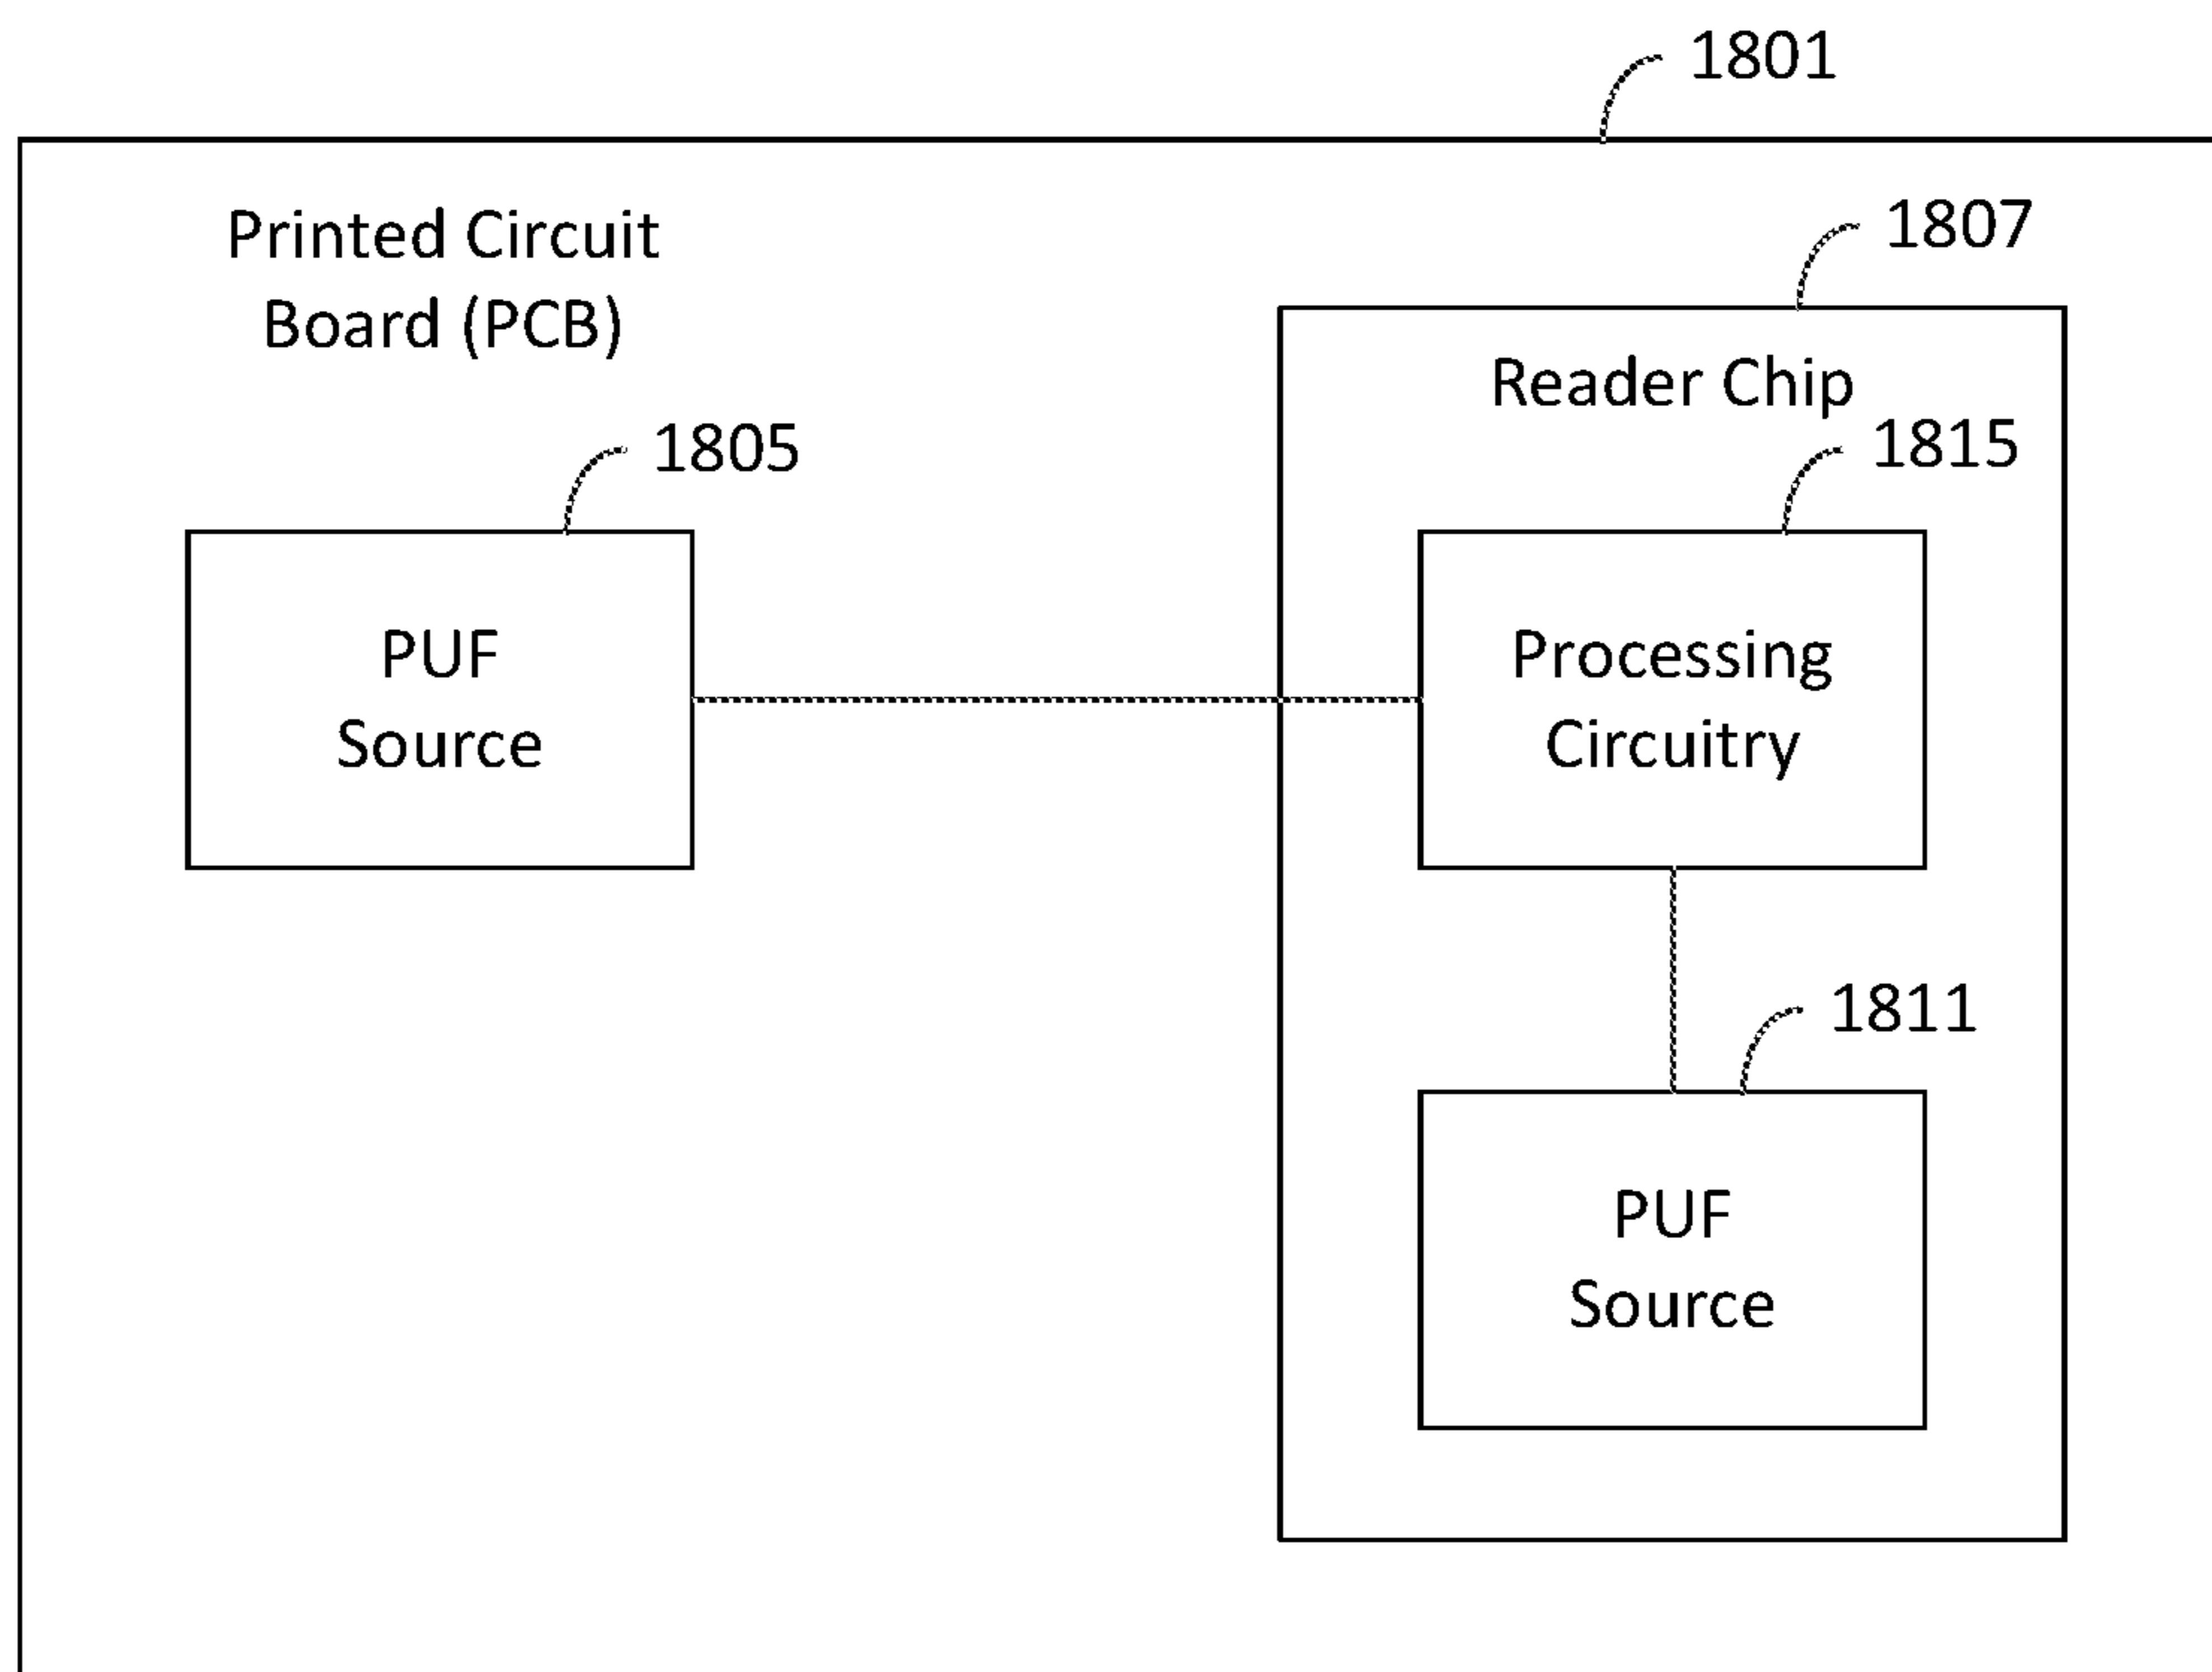 1801
Printed Circuit
Board (PCB)
1807
Reader Chip
1805
1815
PUF
Source
Processing
Circuitry
1811
PUF
Source